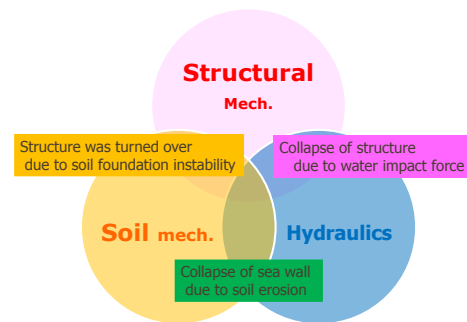 Structural
Mech.
Structure was turned over
due to soil foundation instability
Collapse of structure
due to water impact force
Soil mech.
Hydraulics
Collapse of sea wall
due to soil erosion